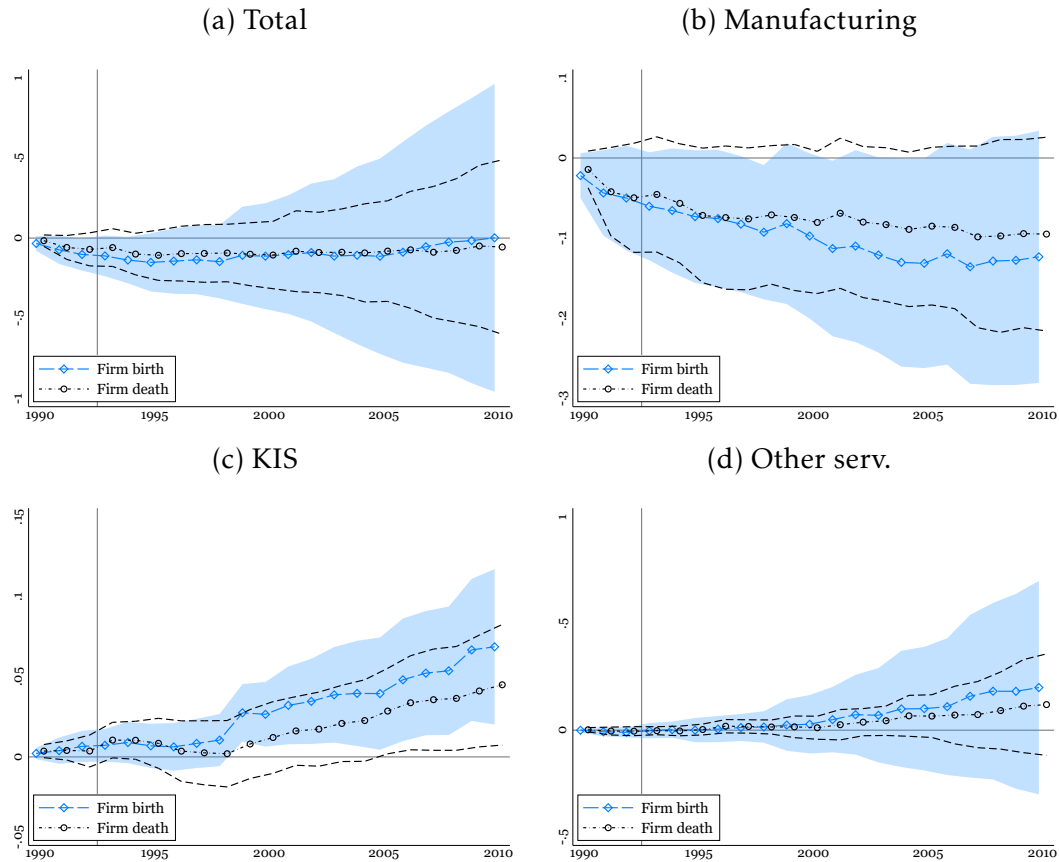 (a) Total
1
.5
0
-.5
-1
Firm birth
Firm death
1990 1995 2000 2005 2010
(b) Manufacturing
.1
0
-.1
-.2
-.3
Firm birth
Firm death
1990 1995 2000 2005 2010
(c) KIS
.15
.1
.05
0
-.05
Firm birth
Firm death
1990 1995 2000 2005 2010
(d) Other serv.
1
.5
0
-.5
Firm birth
Firm death
1990 1995 2000 2005 2010